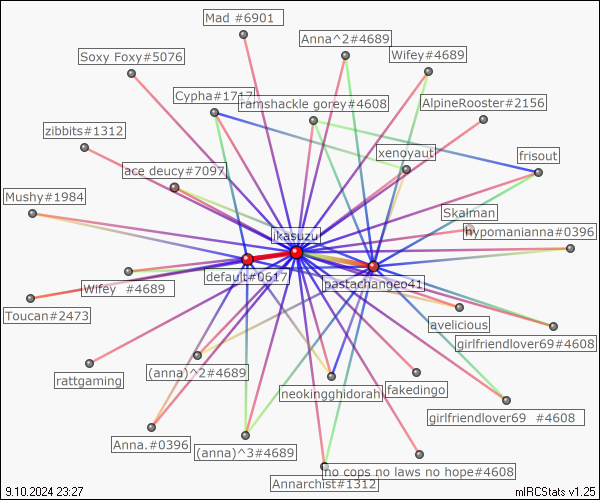 Mad #6901
Anna^2#4689
Soxy Foxy#5076
Wifey#4689
Cypha#1717
ramshackle gorey#4608
AlpineRooster#2156
zibbits#1312
xenoyaut
frisout
ace deucy#7097
Mushy#1984
Skalman
ikasuzu
hypomanianna#0396
default#0617
pastachangeo41
Wifey  #4689
Toucan#2473
avelicious
girlfriendlover69#4608
rattgaming
(anna)^2#4689
neokingghidorah
fakedingo
girlfriendlover69  #4608
Anna.#0396
(anna)^3#4689
no cops no laws no hope#4608
Annarchist#1312
9.10.2024 23:27
mIRCStats v1.25